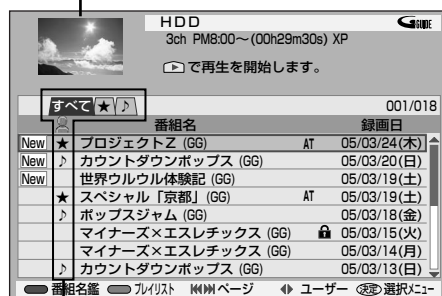 HDD
GGUIDE
3ch PM8:00～(00h29m30s) XP
で再生を開始します。
すべて ★ ♪ 001/018
番組名 録画日
New ★ プロジェクトZ (GG) AT 05/03/24(木)
New ♪ カウントダウンポップス (GG) 05/03/20(日)
New 世界ウルウル体験記 (GG) 05/03/19(土)
★ スペシャル「京都」(GG) AT 05/03/19(土)
♪ ポップスジャム (GG) 05/03/18(金)
マイナーズ×エスレチックス (GG) 05/03/15(火)
マイナーズ×エスレチックス (GG) 05/03/14(月)
♪ カウントダウンポップス (GG) 05/03/13(日)
番組名鑑 プレイリスト ページ ユーザー 決定 選択メニュー